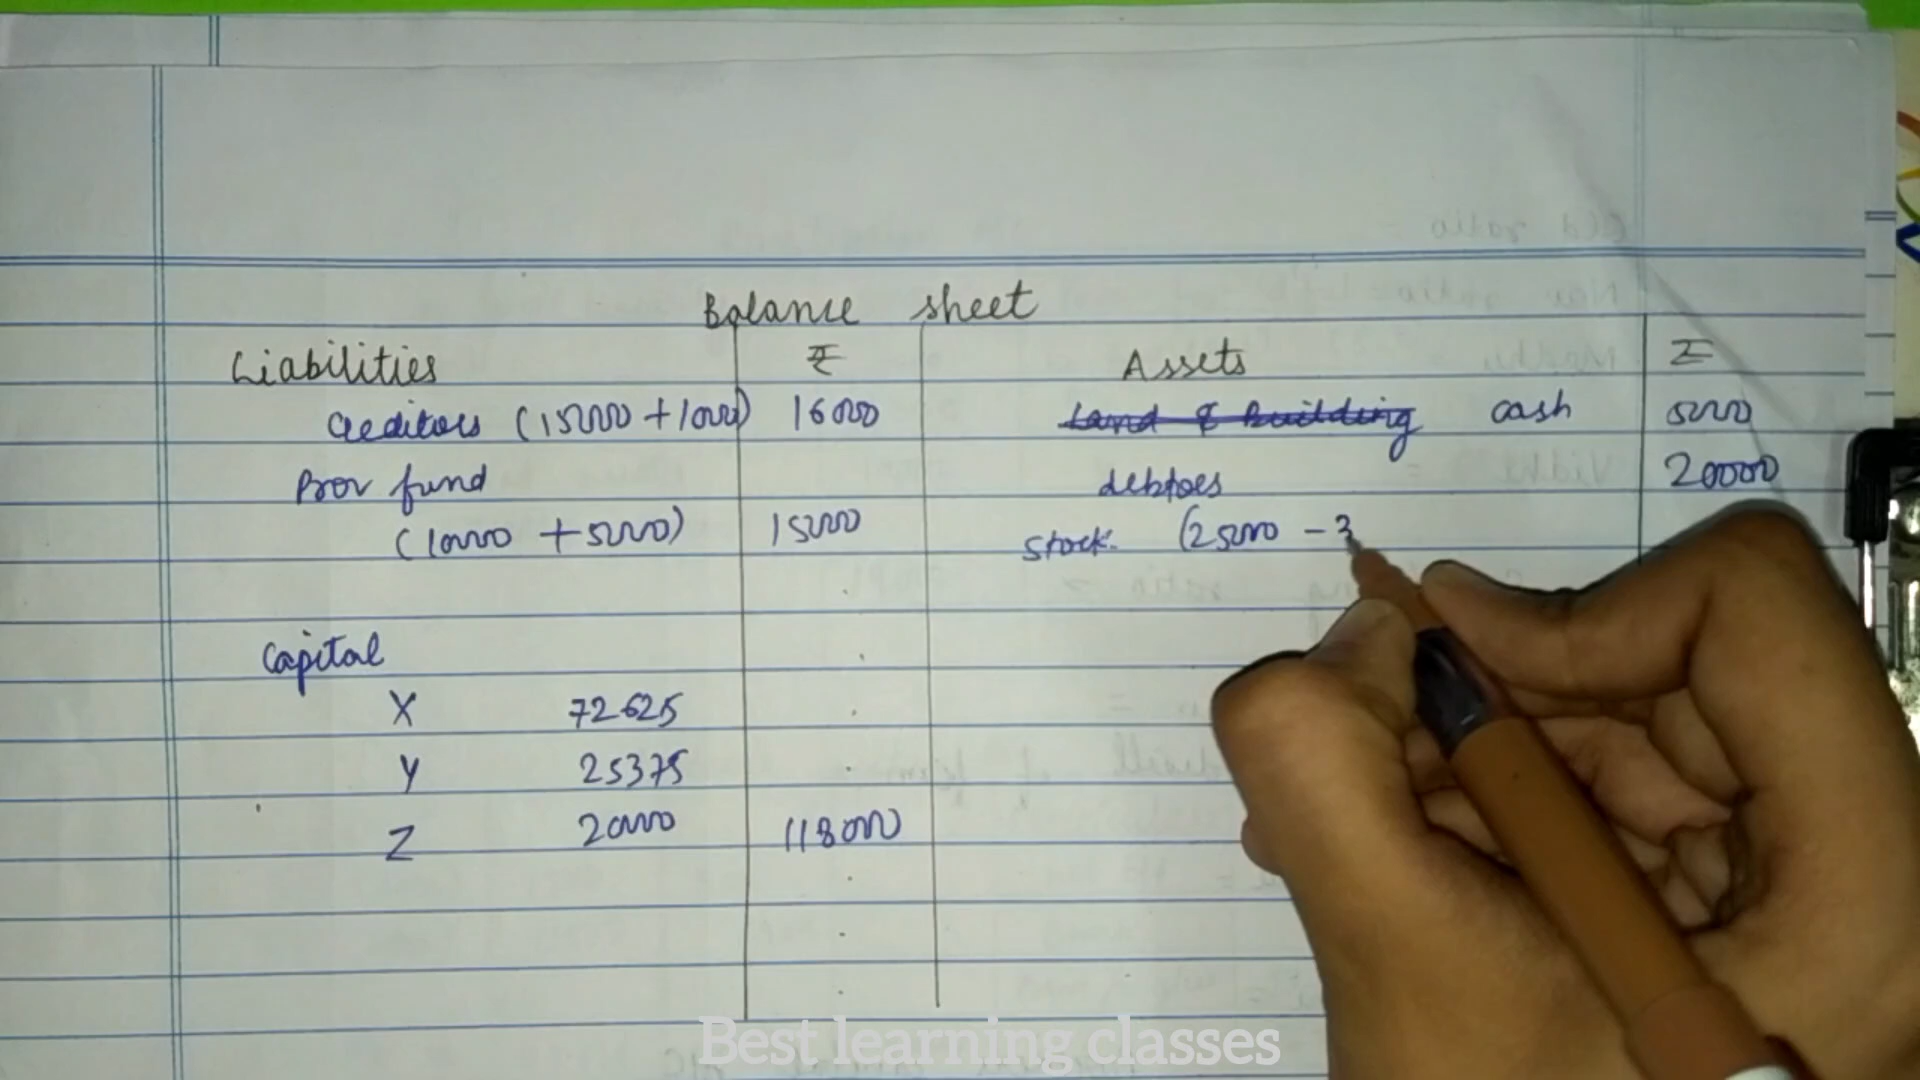 Balance sheet
Liabilities ₹ Assets ₹
Creditors (15000+1000) 16000 Land & Building cash 5000
Prov fund debtoes 20000
(10000 + 5000) 15000 Stock. (25000 - 3
Capital
X 72625
Y 25375
Z 20000 118000
Best learning classes